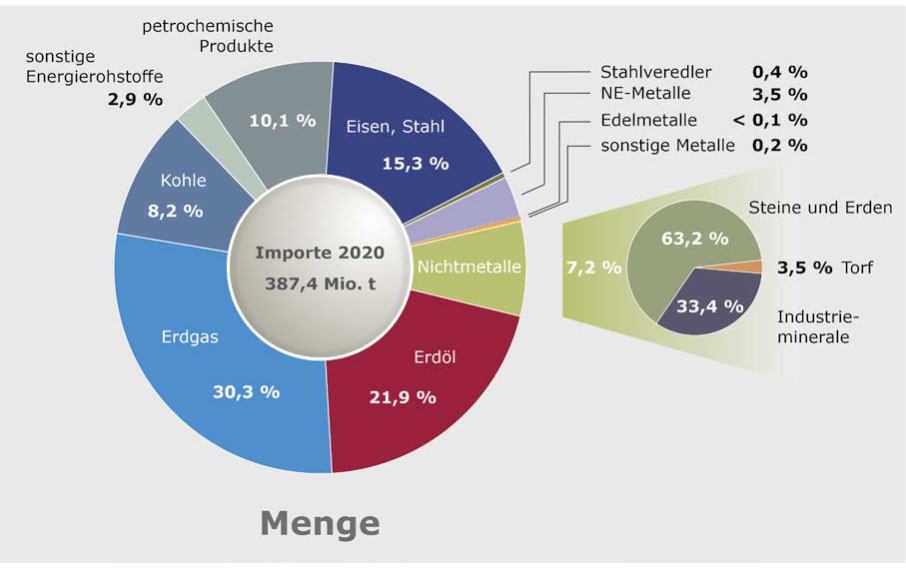 petrochemische
Produkte
10,1 %
sonstige
Energierohstoffe
2,9 %
Kohle
8,2 %
Eisen, Stahl
15,3 %
Stahlveredler 0,4 %
NE-Metalle 3,5 %
Edelmetalle < 0,1 %
sonstige Metalle 0,2 %
Importe 2020
387,4 Mio. t
Nichtmetalle
7,2 %
Steine und Erden
63,2 %
3,5 % Torf
33,4 %
Industrie-
minerale
Erdgas
30,3 %
Erdöl
21,9 %
Menge